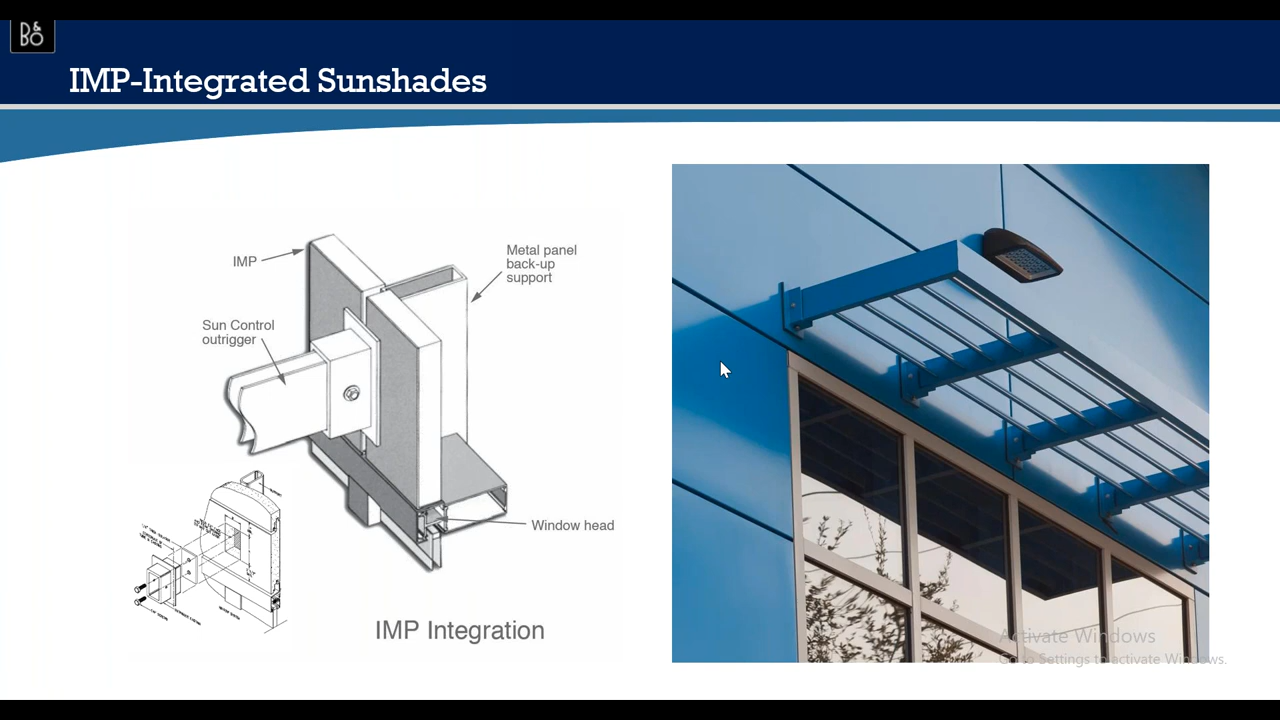 B&O
IMP-Integrated Sunshades
IMP
Metal panel
back-up
support
Sun Control
outrigger
Window head
IMP Integration
Activate Windows
Go to Settings to activate Windows.